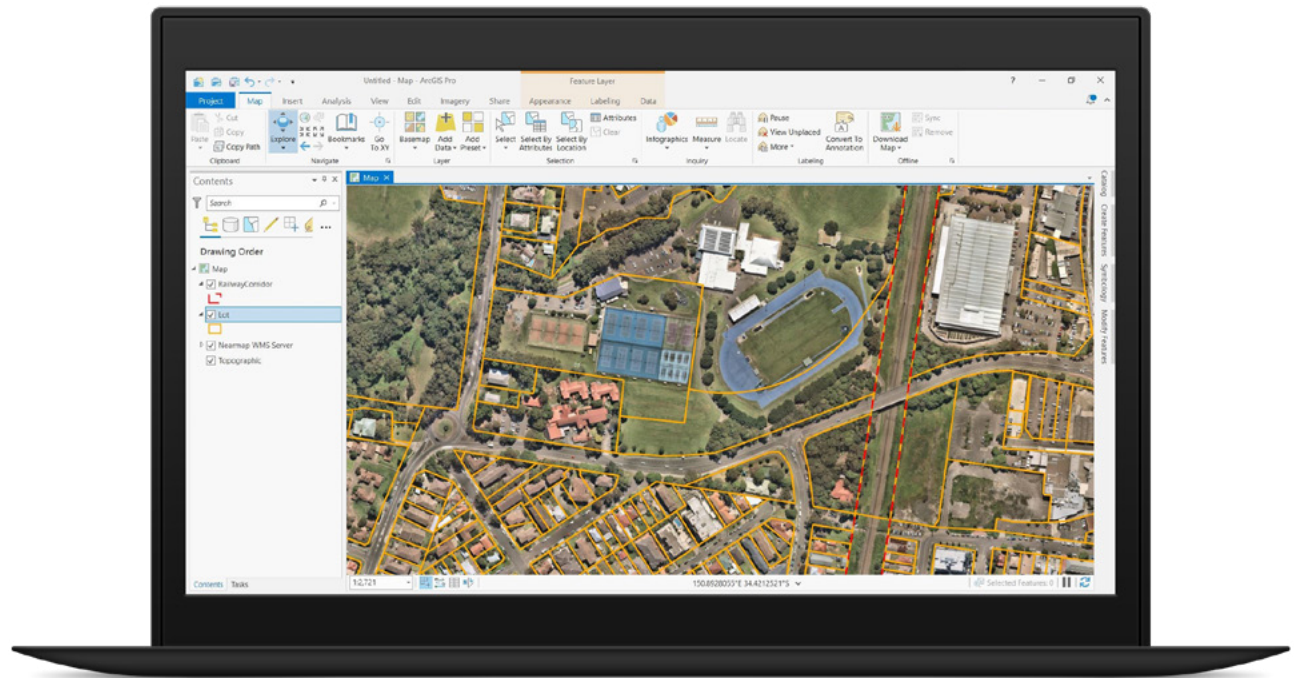 Untitled - Map - ArcGIS Pro
Feature Layer
?
Project Map Insert Analysis View Edit Imagery Share Appearance Labeling Data
Paste
Cut
Copy
Copy Path
Clipboard
Explore
Bookmarks
Go To XY
Navigate
Basemap
Add Data
Add Preset
Layer
Select
Select By Attributes
Select By Location
Attributes
Clear
Selection
Infographics
Measure
Locate
Inquiry
Pause
View Unplaced
More
Convert To Annotation
Labeling
Download Map
Sync
Remove
Offline
Contents
Search
Drawing Order
Map
RailwayCorridor
Lot
Nearmap WMS Server
Topographic
Contents Tasks
Map
Catalog
Create Features
Symbology
Modify Features
1:2,721
150.8928055°E 34.4212521°S
Selected Features: 0